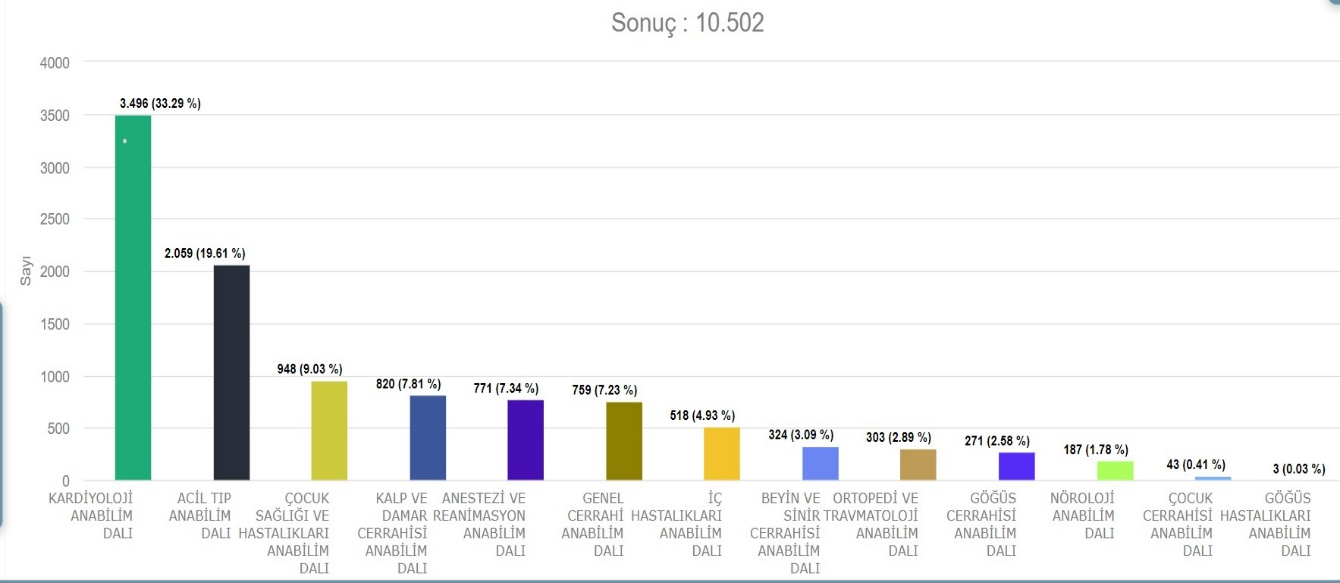 Sonuç : 10.502
4000
3500
3000
2500
2000
1500
1000
500
0
Sayı
3.496 (33.29 %)
2.059 (19.61 %)
948 (9.03 %)
820 (7.81 %)
771 (7.34 %)
759 (7.23 %)
518 (4.93 %)
324 (3.09 %)
303 (2.89 %)
271 (2.58 %)
187 (1.78 %)
43 (0.41 %)
3 (0.03 %)
KARDİYOLOJİ
ANABİLİM
DALI
ACİL TIP
ANABİLİM
DALI
ÇOCUK
SAĞLIĞI VE
HASTALIKLARI
ANABİLİM
DALI
KALP VE
DAMAR
CERRAHİSİ
ANABİLİM
DALI
ANESTEZİ VE
REANİMASYON
ANABİLİM
DALI
GENEL
CERRAHİ
ANABİLİM
DALI
İÇ
HASTALIKLARI
ANABİLİM
DALI
BEYİN VE
SİNİR
CERRAHİSİ
ANABİLİM
DALI
ORTOPEDİ VE
TRAVMATOLOJİ
ANABİLİM
DALI
GÖĞÜS
CERRAHİSİ
ANABİLİM
DALI
NÖROLOJİ
ANABİLİM
DALI
ÇOCUK
CERRAHİSİ
ANABİLİM
DALI
GÖĞÜS
HASTALIKLARI
ANABİLİM
DALI